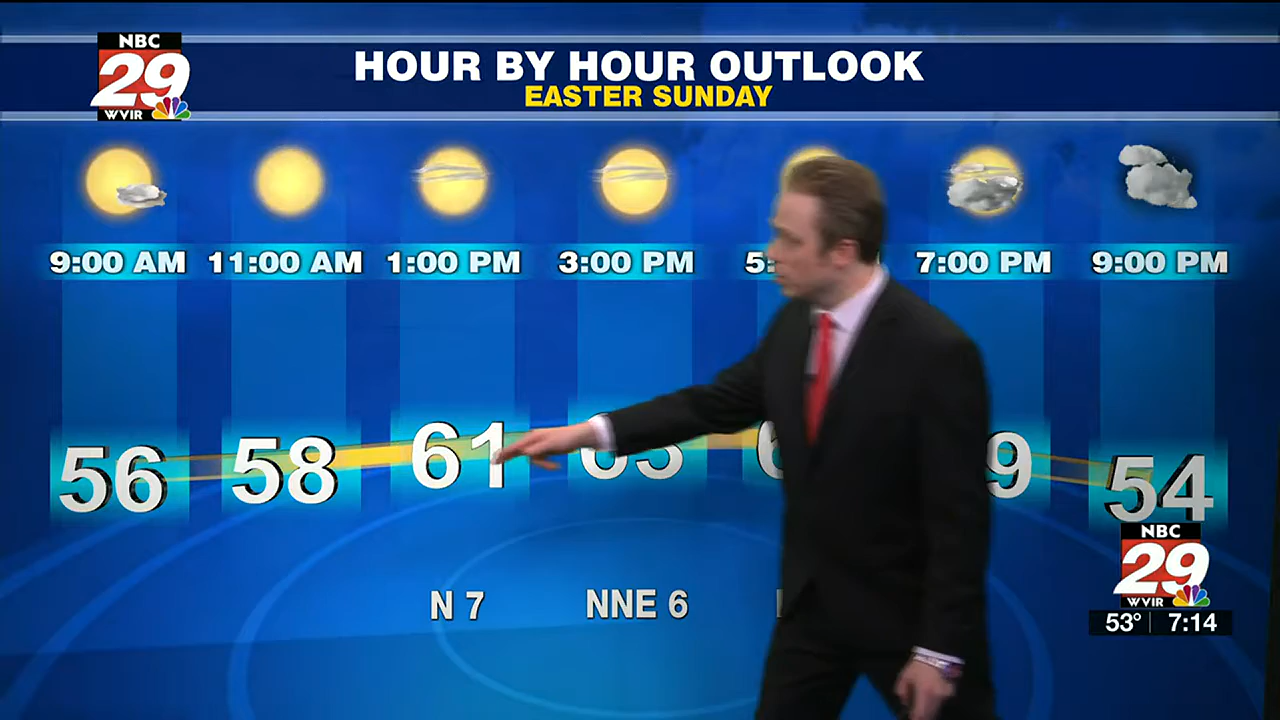 NBC
29
WVIR
HOUR BY HOUR OUTLOOK
EASTER SUNDAY
9:00 AM
11:00 AM
1:00 PM
3:00 PM
7:00 PM
9:00 PM
56
58
61
54
N 7
NNE 6
NBC
29
WVIR
53° 7:14